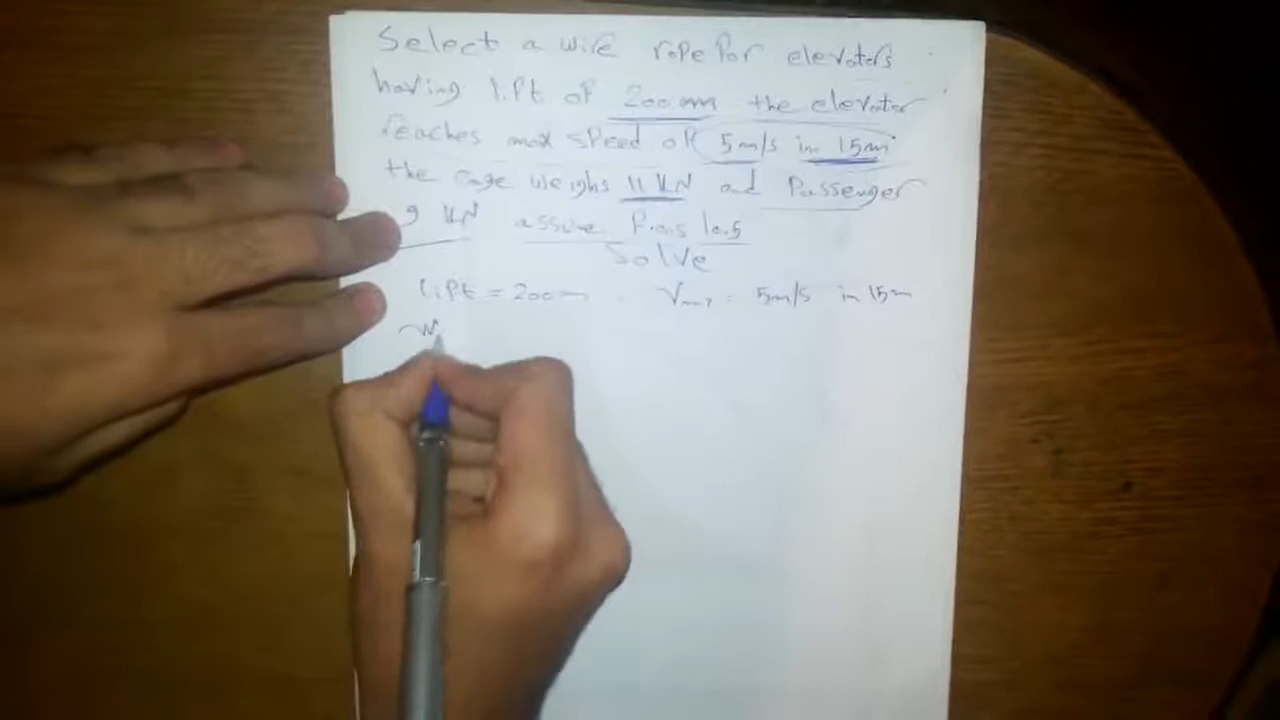 Select a wire rope for elevators
having lift of 200 m the elevator
reaches max speed of 5 m/s in 15 m
the cage weighs 11 KN and Passenger
9 KN assume F.o.s 10.5
Solve
lift = 200 m Vmax = 5 m/s in 15 m
W